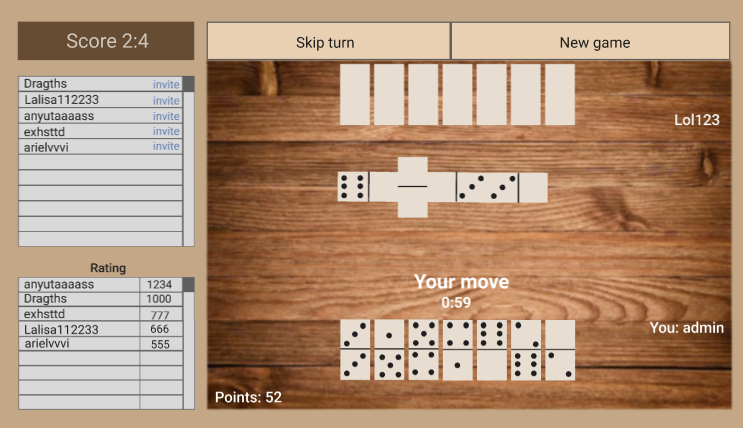 Score 2:4
Skip turn
New game
Dragths invite
Lalisa112233 invite
anyutaaaass invite
exhsttd invite
arielvvvi invite
Lol123
Your move
0:59
Rating
anyutaaaass 1234
Dragths 1000
exhsttd 777
Lalisa112233 666
arielvvvi 555
You: admin
Points: 52